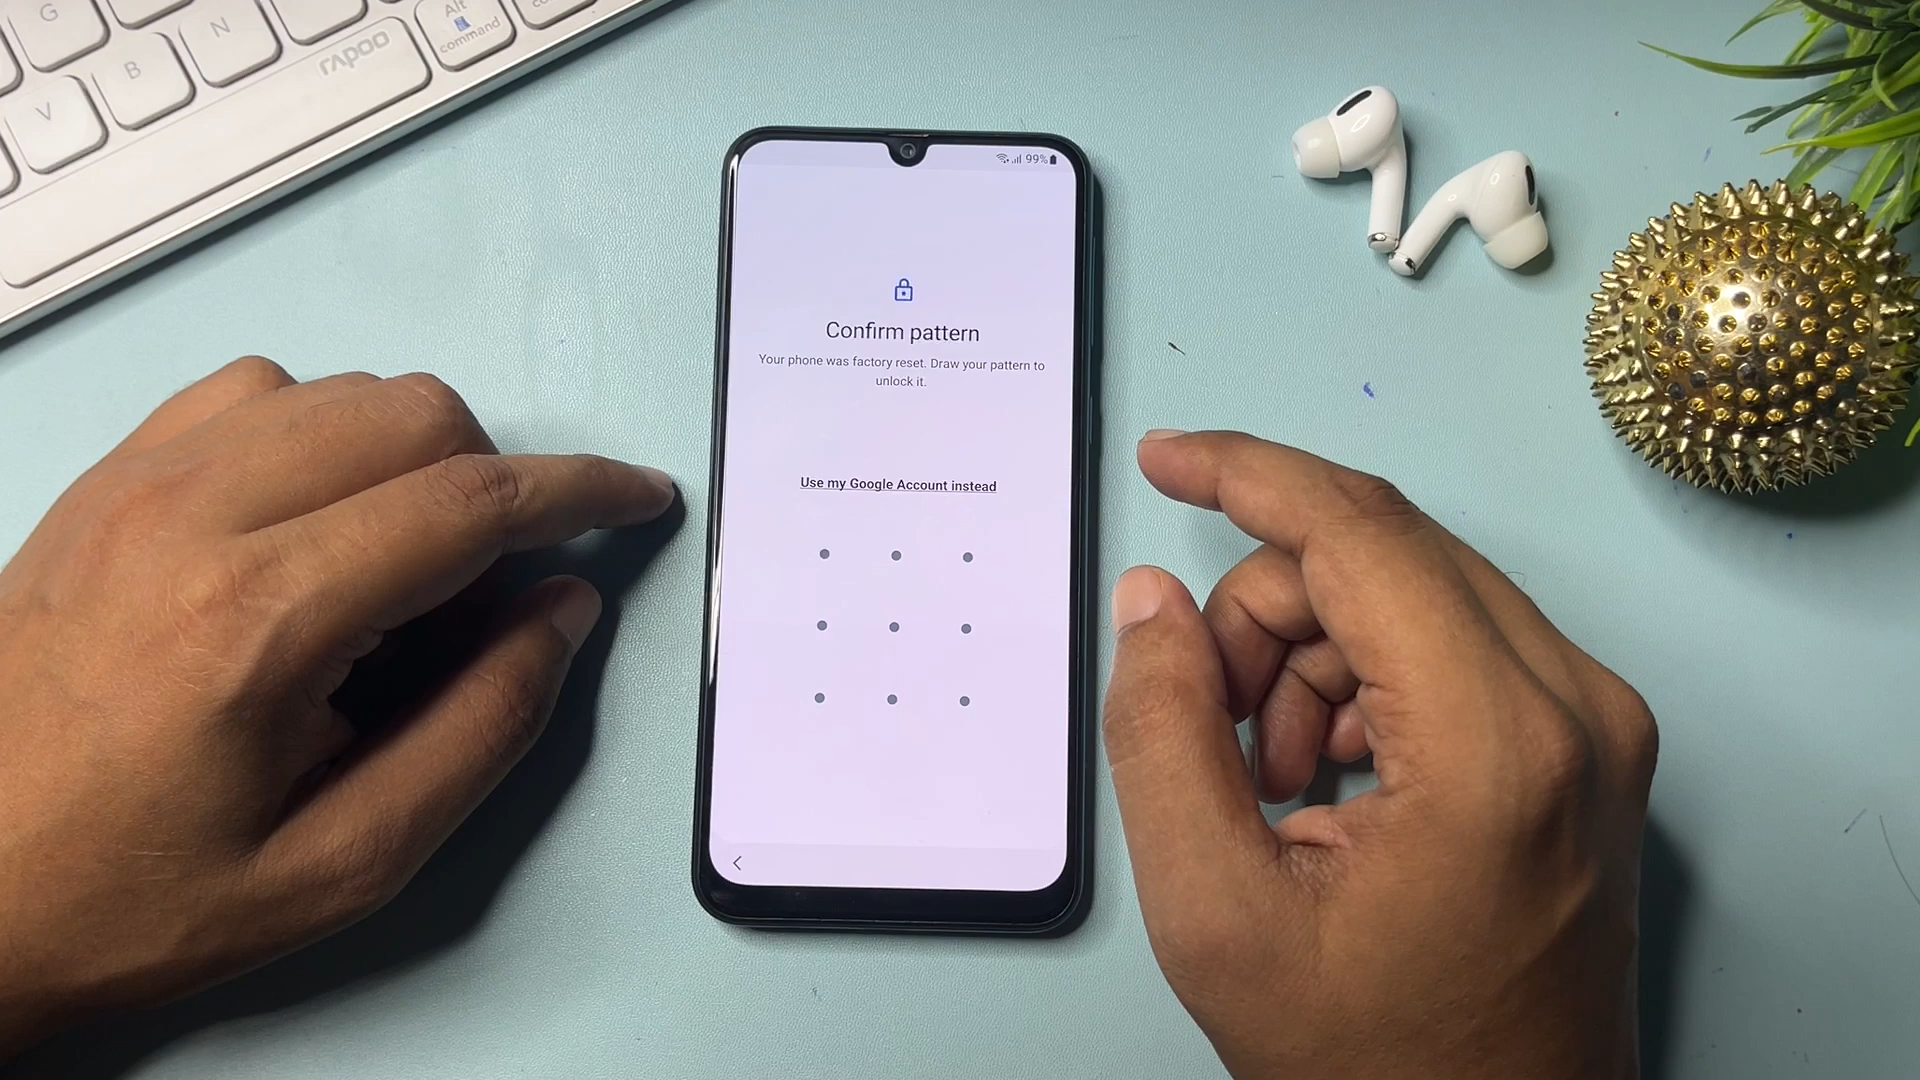 G
N
Alt
command
B
rapoo
V
99%
Confirm pattern
Your phone was factory reset. Draw your pattern to
unlock it.
Use my Google Account instead